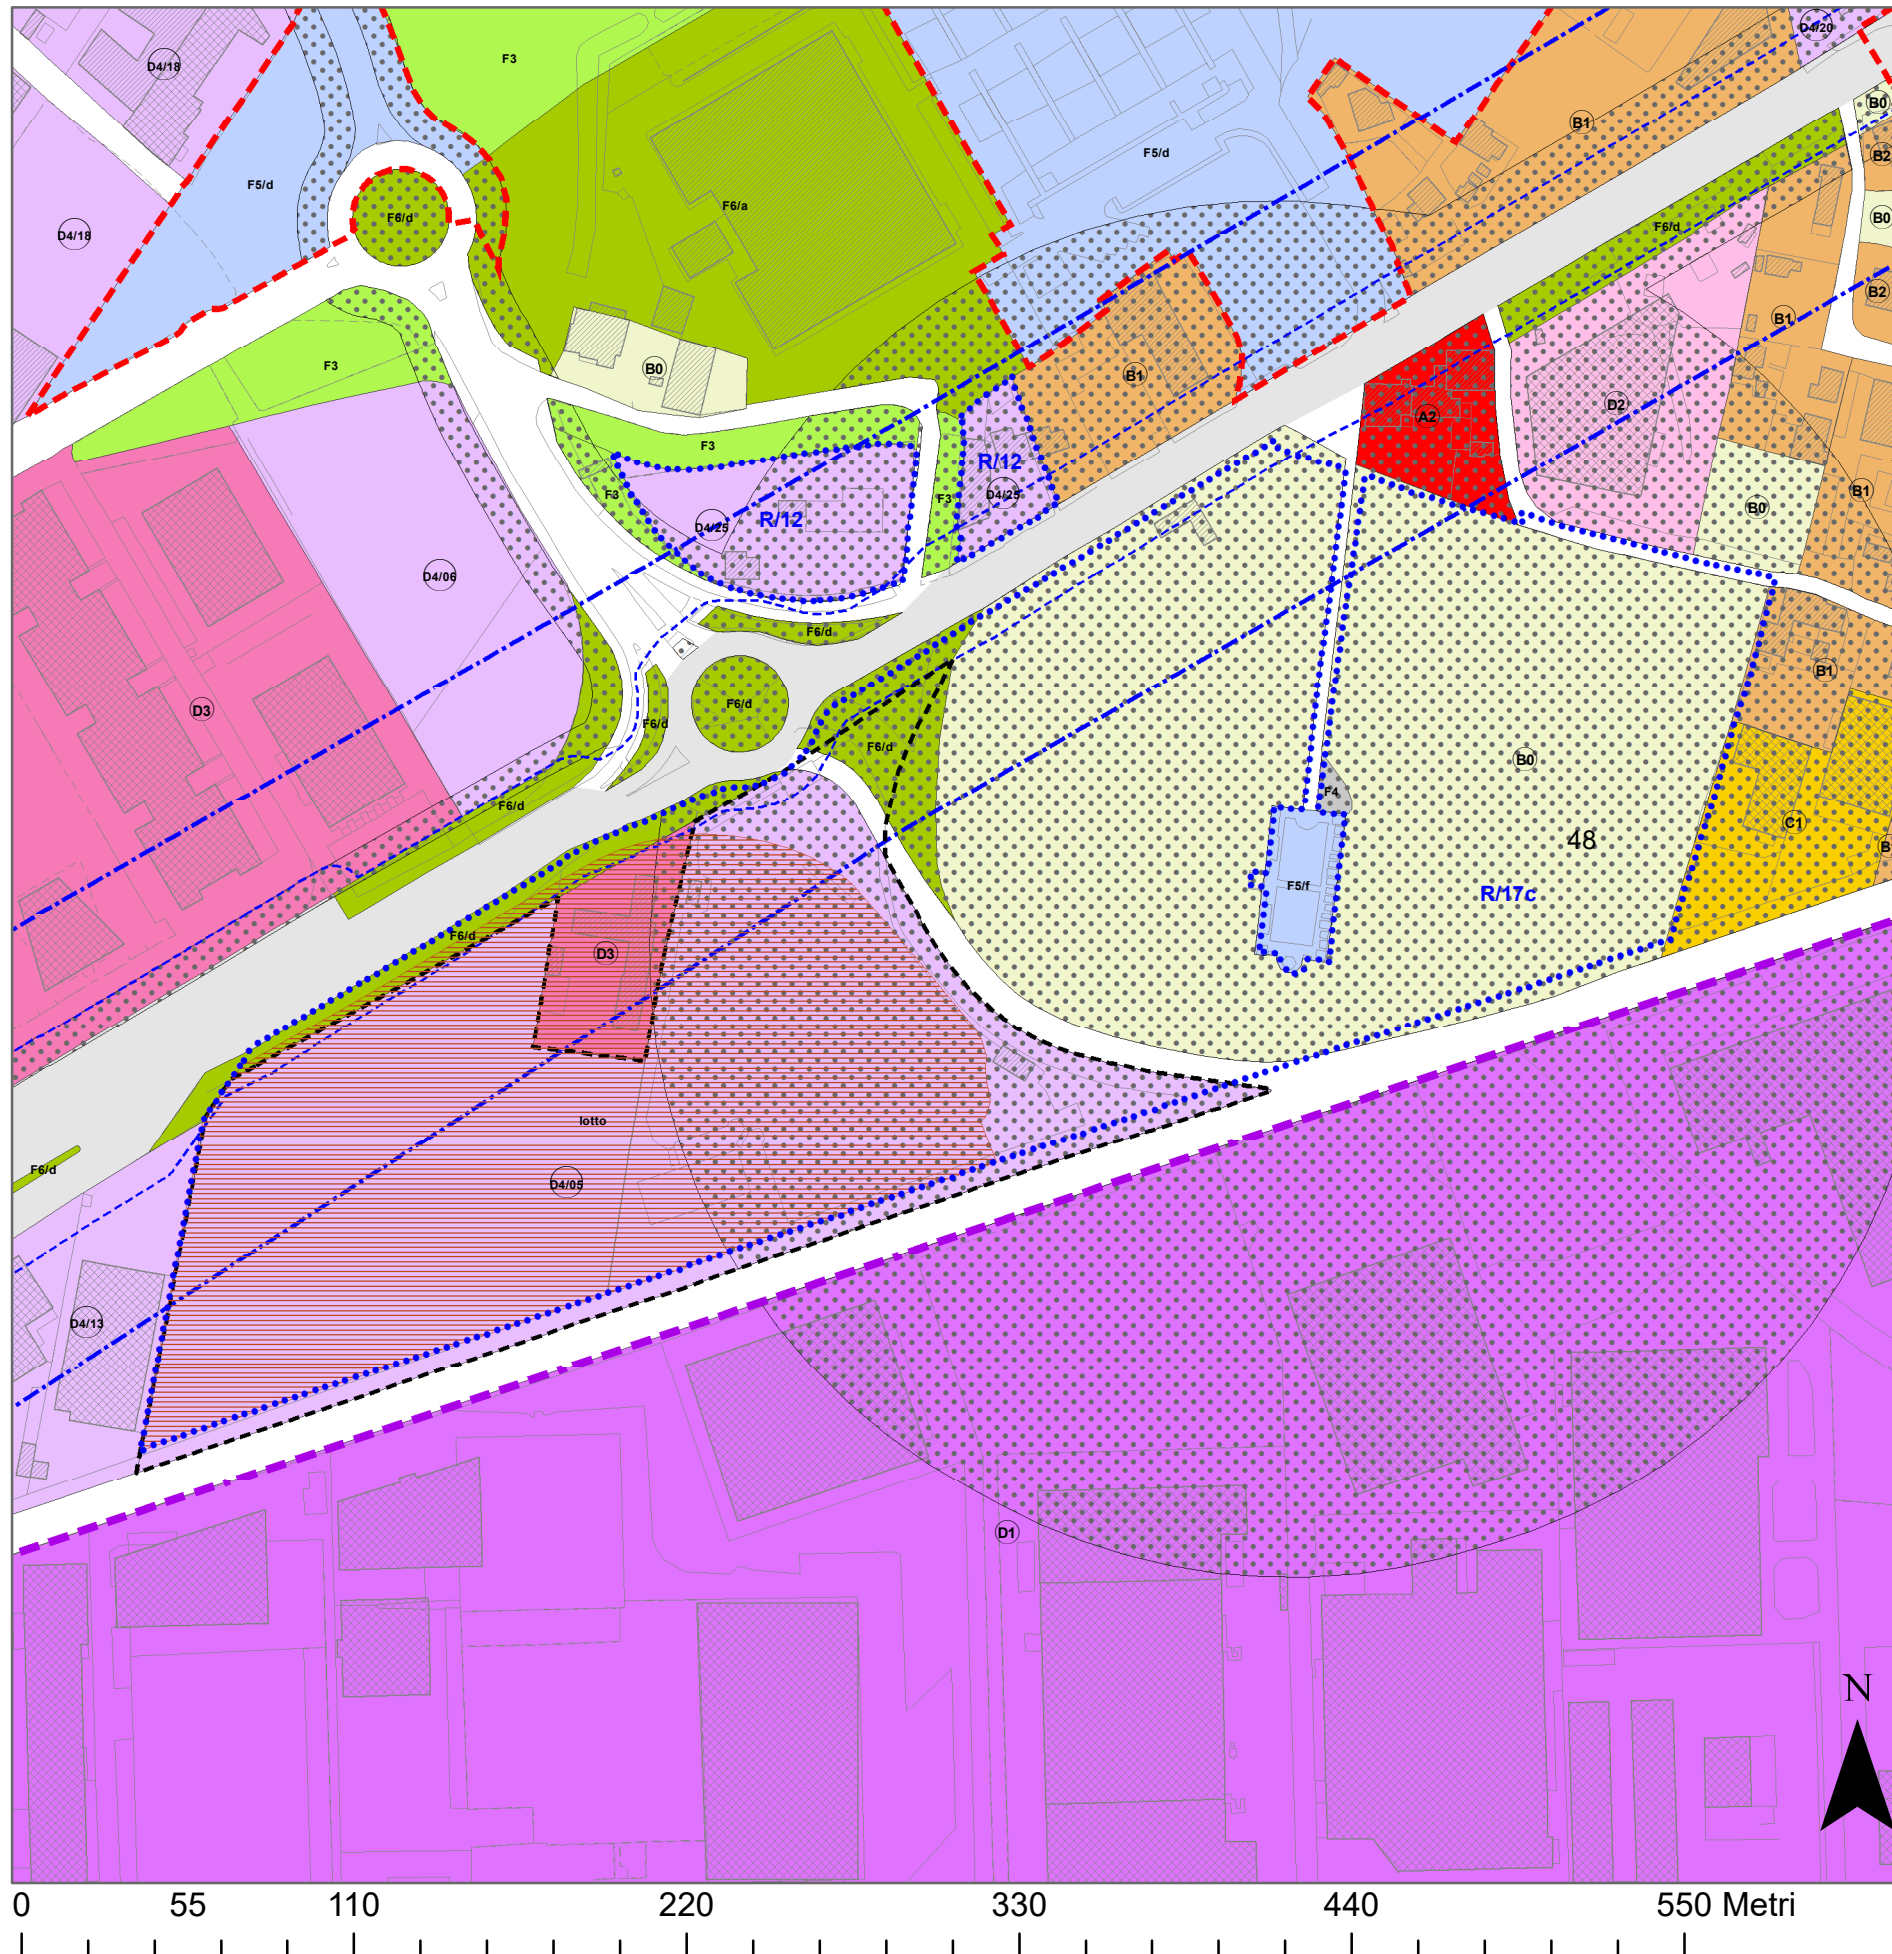 D4/20
D4/18
F3
B0
B1
F5/d
B2
F5/d
F6/a
F6/d
B0
F6/d
D4/18
B2
B1
F3
B0
B1
D2
A2
F3
R/12
B1
F3
F3
D4/25
B0
R/12
D4/25
D4/06
F6/d
B1
F6/d
D3
F6/d
F6/d
B0
F4
F6/d
C1
48
B
F5/f
R/17c
F6/d
D3
lotto
F6/d
D4/05
D4/13
D1
N
0 55 110 220 330 440 550 Metri